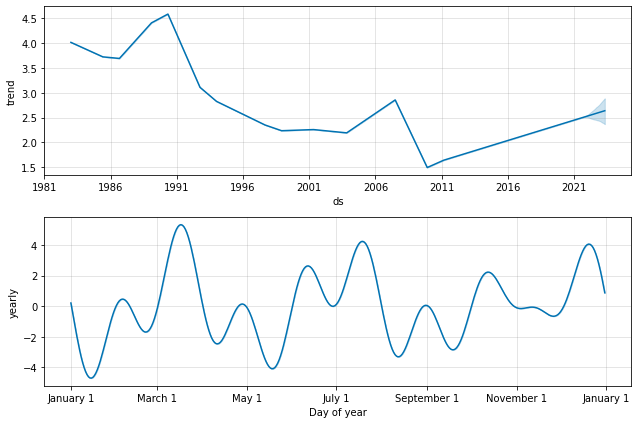 4.5
4.0
3.5
3.0
2.5
2.0
1.5
trend
1981 1986 1991 1996 2001 2006 2011 2016 2021
ds
4
2
0
−2
−4
yearly
January 1 March 1 May 1 July 1 September 1 November 1 January 1
Day of year